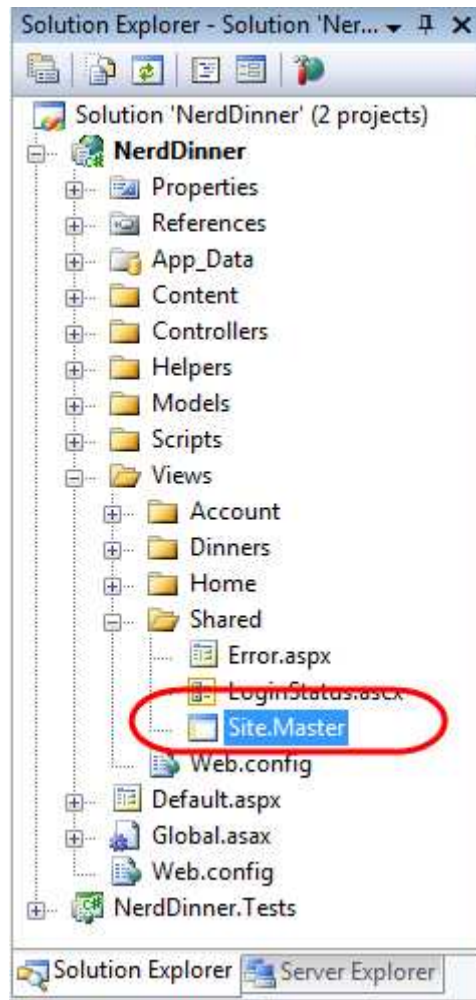 Solution Explorer - Solution 'Ner...
Solution 'NerdDinner' (2 projects)
NerdDinner
Properties
References
App_Data
Content
Controllers
Helpers
Models
Scripts
Views
Account
Dinners
Home
Shared
Error.aspx
LoginStatus.ascx
Site.Master
Web.config
Default.aspx
Global.asax
Web.config
NerdDinner.Tests
Solution Explorer Server Explorer